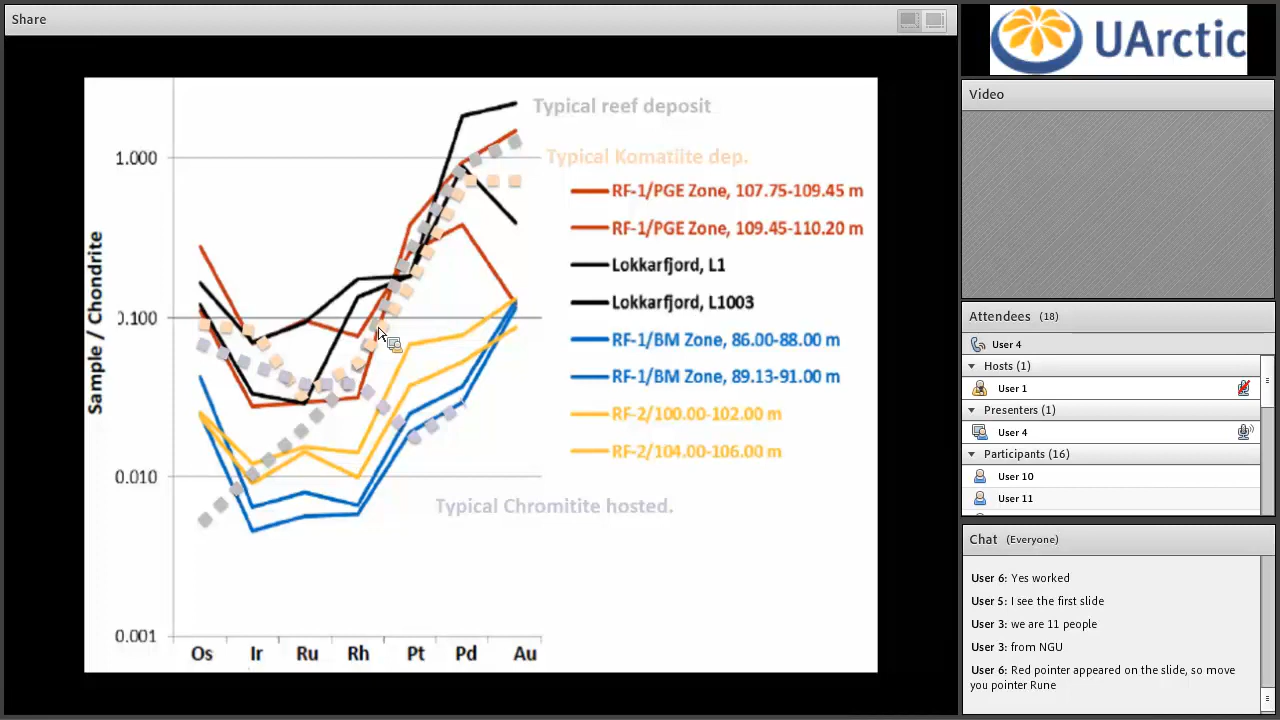 Share
UArctic
Typical reef deposit
Typical Komatiite dep.
1.000
0.100
0.010
0.001
Sample / Chondrite
RF-1/PGE Zone, 107.75-109.45 m
RF-1/PGE Zone, 109.45-110.20 m
Lokkarfjord, L1
Lokkarfjord, L1003
RF-1/BM Zone, 86.00-88.00 m
RF-1/BM Zone, 89.13-91.00 m
RF-2/100.00-102.00 m
RF-2/104.00-106.00 m
Typical Chromitite hosted.
Os Ir Ru Rh Pt Pd Au
Video
Attendees (18)
User 4
Hosts (1)
User 1
Presenters (1)
User 4
Participants (16)
User 10
User 11
Chat (Everyone)
User 6: Yes worked
User 5: I see the first slide
User 3: we are 11 people
User 3: from NGU
User 6: Red pointer appeared on the slide, so move
you pointer Rune